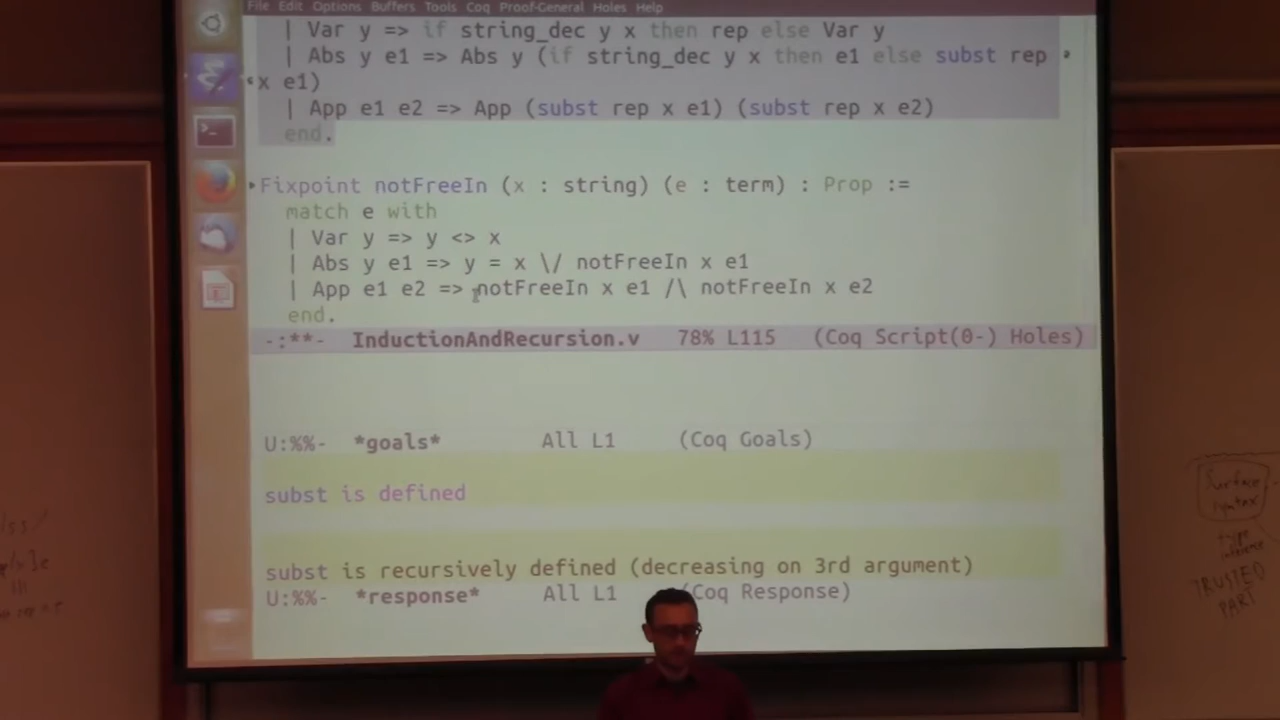 File Edit Options Buffers Tools Coq Proof-General Holes Help
| Var y => if string_dec y x then rep else Var y
| Abs y e1 => Abs y (if string_dec y x then e1 else subst rep
x e1)
| App e1 e2 => App (subst rep x e1) (subst rep x e2)
end.
Fixpoint notFreeIn (x : string) (e : term) : Prop :=
match e with
| Var y => y <> x
| Abs y e1 => y = x \/ notFreeIn x e1
| App e1 e2 => notFreeIn x e1 /\ notFreeIn x e2
end.
-:**- InductionAndRecursion.v 78% L115 (Coq Script(0-) Holes)
U:%%- *goals* All L1 (Coq Goals)
subst is defined
subst is recursively defined (decreasing on 3rd argument)
U:%%- *response* All L1 (Coq Response)
Surface
syntax
type
inference
TRUSTED
PART